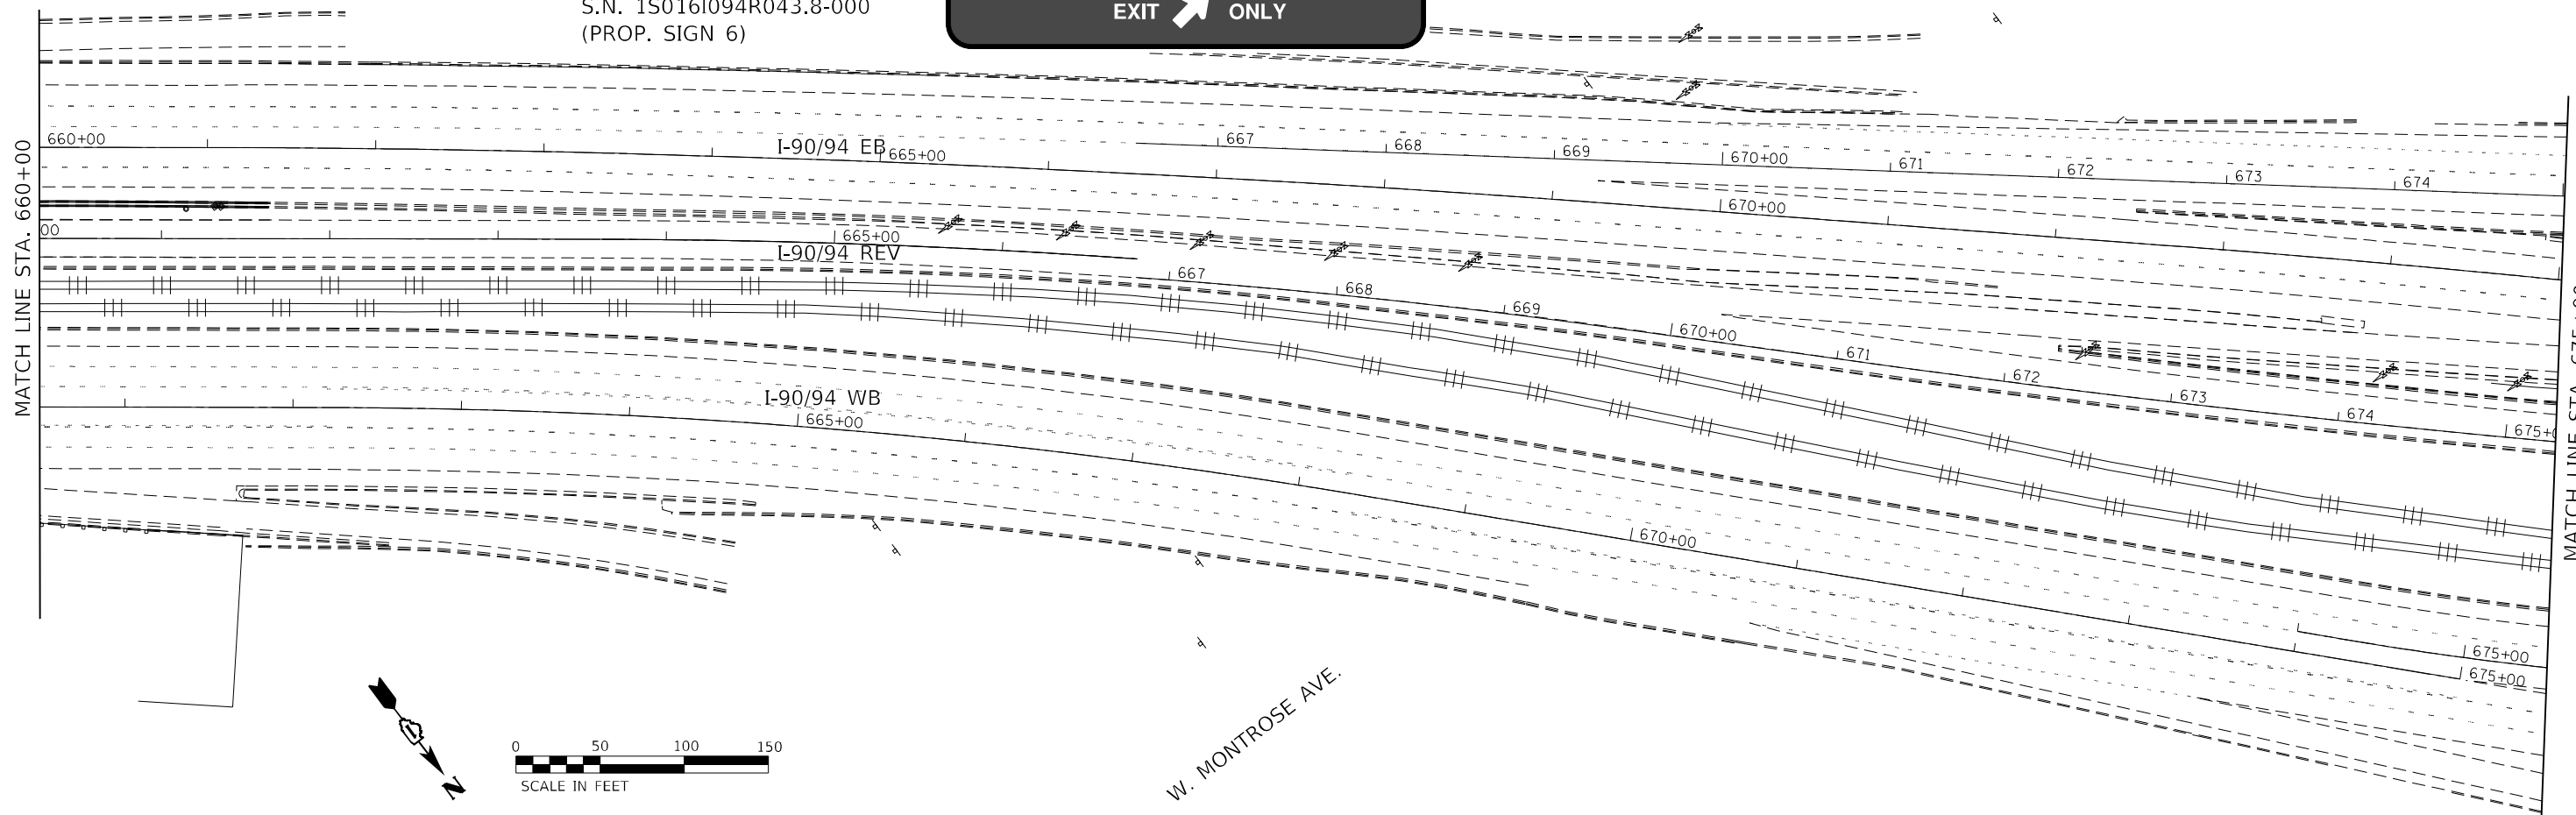 S.N. 1S016I094R043.8-000
(PROP. SIGN 6)
EXIT ONLY
MATCH LINE STA. 660+00
660+00
I-90/94 EB
665+00
667
668
669
670+00
671
672
673
674
670+00
00
665+00
I-90/94 REV
667
668
669
670+00
671
672
673
674
675+0
I-90/94 WB
665+00
670+00
675+00
675+00
MATCH LINE STA.
W. MONTROSE AVE.
N
0 50 100 150
SCALE IN FEET